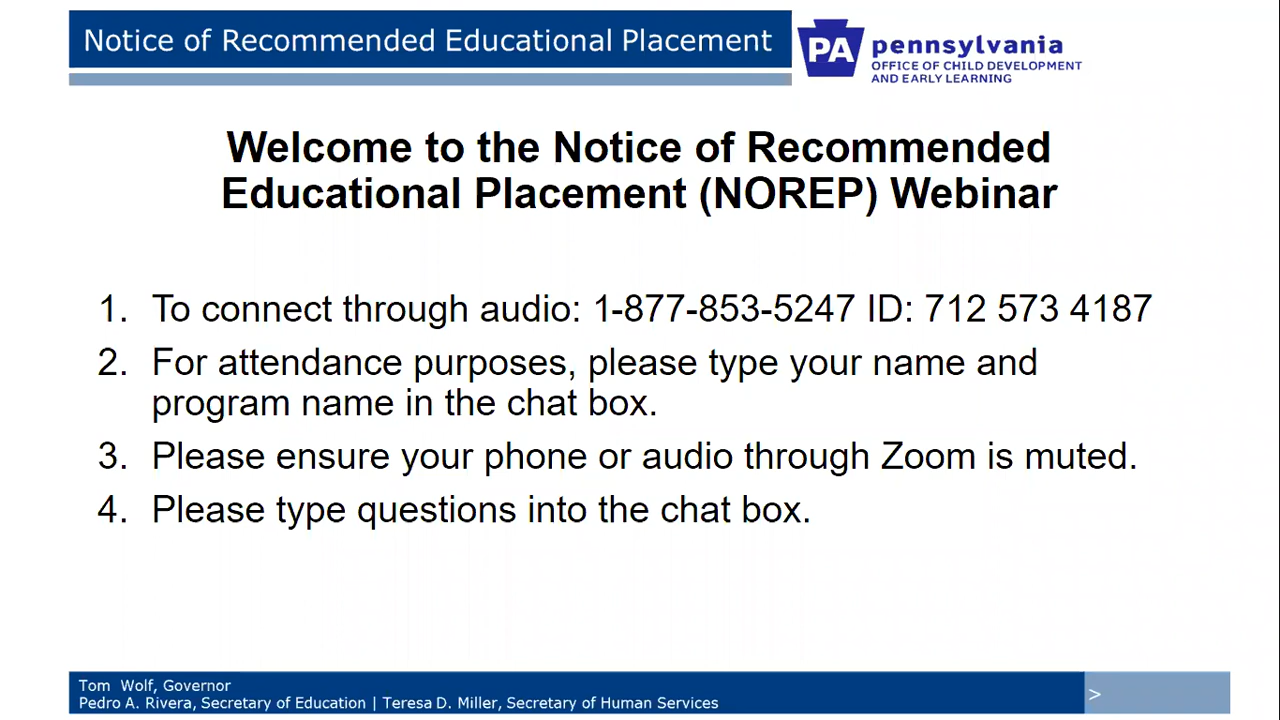 Notice of Recommended Educational Placement
PA pennsylvania
OFFICE OF CHILD DEVELOPMENT
AND EARLY LEARNING
Welcome to the Notice of Recommended
Educational Placement (NOREP) Webinar
1. To connect through audio: 1-877-853-5247 ID: 712 573 4187
2. For attendance purposes, please type your name and
program name in the chat box.
3. Please ensure your phone or audio through Zoom is muted.
4. Please type questions into the chat box.
Tom Wolf, Governor
Pedro A. Rivera, Secretary of Education | Teresa D. Miller, Secretary of Human Services
>